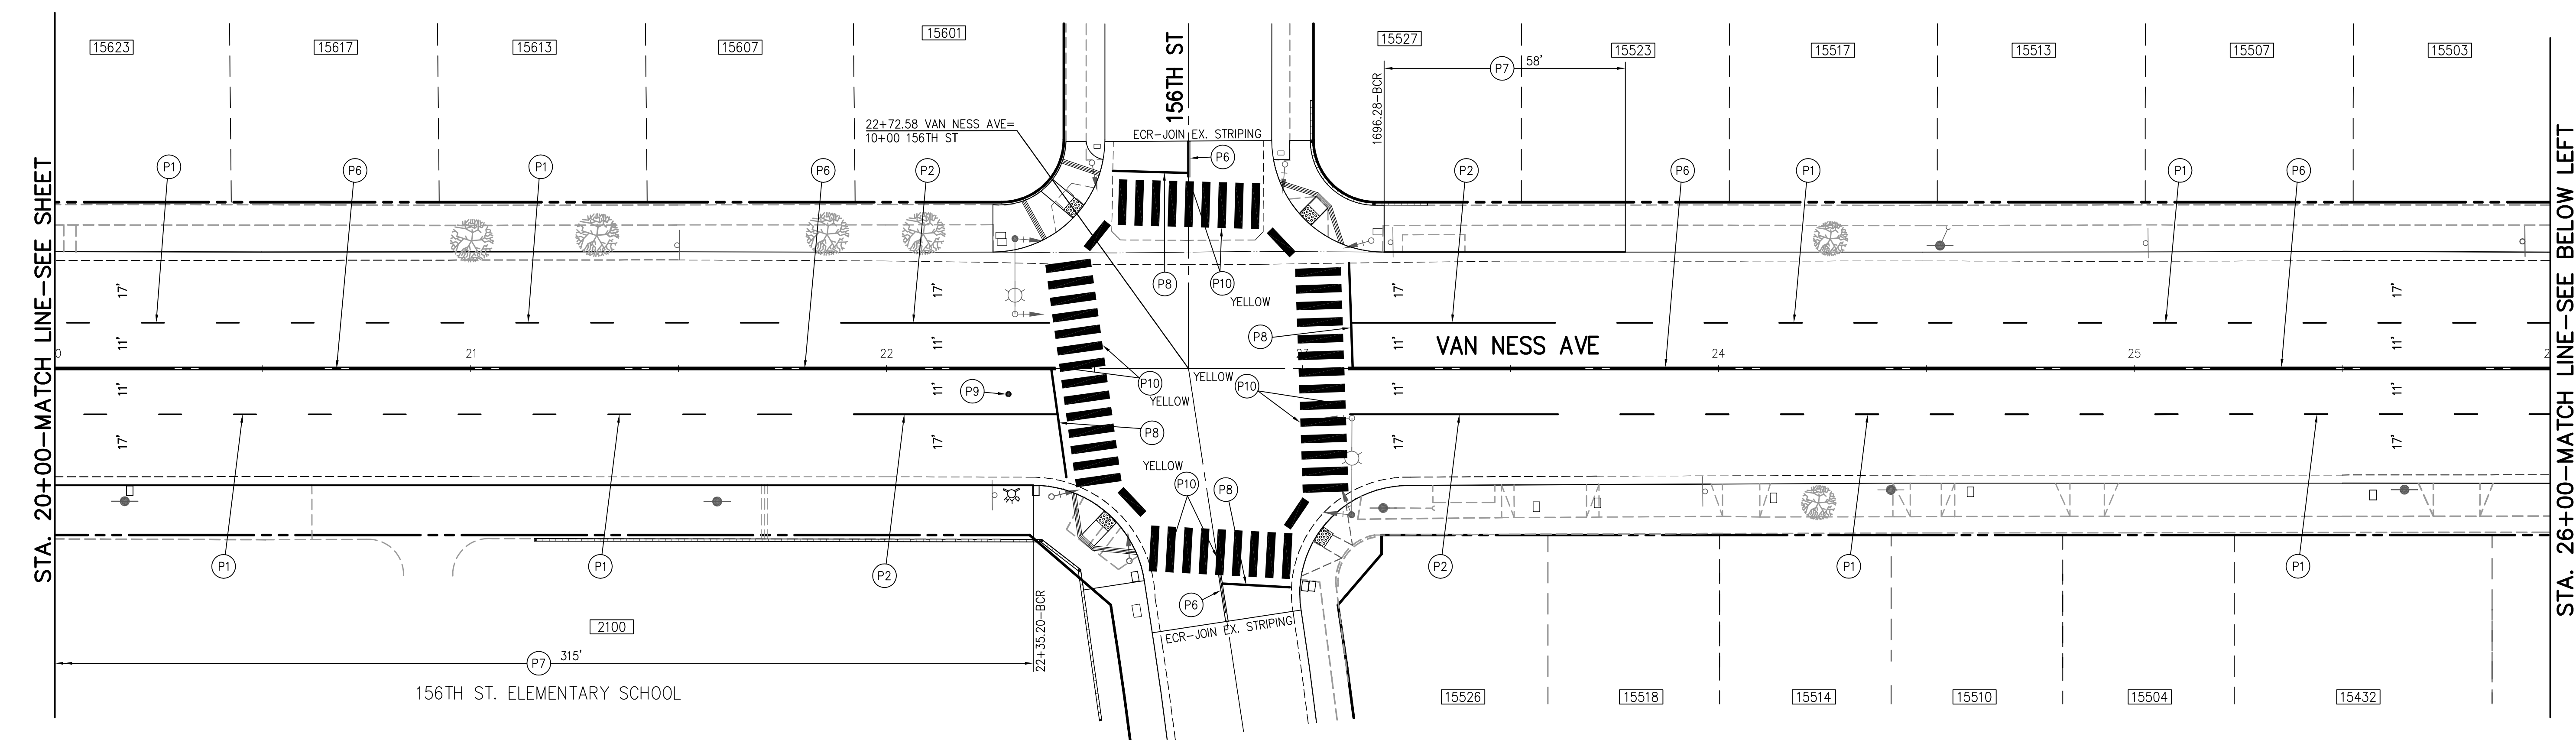 15623
15617
15613
15607
15601
156TH ST
15527
15523
15517
15513
15507
15503
P7
58'
1696.28-BCR
22+72.58 VAN NESS AVE=
10+00 156TH ST
ECR-JOIN EX. STRIPING
P6
P1
P6
P1
P6
P2
P2
P6
P1
P1
P6
STA. 20+00-MATCH LINE-SEE SHEET
STA. 26+00-MATCH LINE-SEE BELOW LEFT
P8
P10
YELLOW
17'
17'
17'
17'
P8
11'
11'
11'
11'
VAN NESS AVE
0
21
22
23
24
25
2
YELLOW
P10
P10
P9
YELLOW
11'
11'
11'
11'
P8
17'
17'
17'
17'
YELLOW
P10
P8
P1
P1
P2
P2
P1
P1
P6
ECR-JOIN EX. STRIPING
22+35.20-BCR
2100
P7
315'
156TH ST. ELEMENTARY SCHOOL
15526
15518
15514
15510
15504
15432